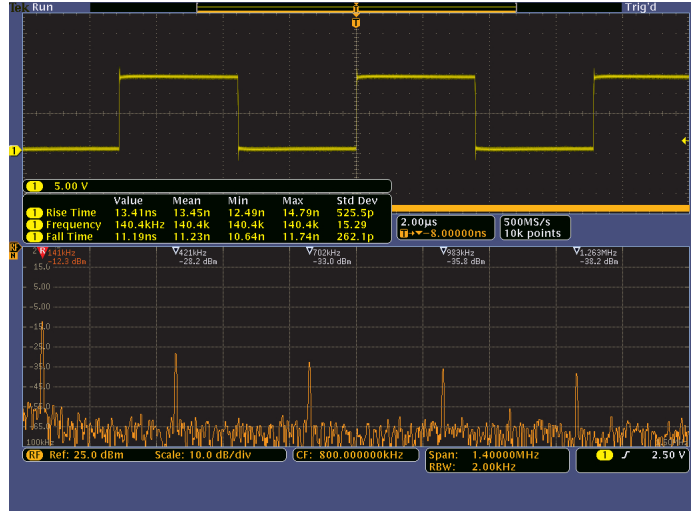 Tek Run Trig'd
T
T
1
1 5.00 V
Value Mean Min Max Std Dev
1 Rise Time 13.41ns 13.45n 12.49n 14.79n 525.5p
1 Frequency 140.4kHz 140.4k 140.4k 140.4k 15.29
1 Fall Time 11.19ns 11.23n 10.64n 11.74n 262.1p
2.00µs
T→▼-8.00000ns
500MS/s
10k points
RF
N
R 141kHz 421kHz 702kHz 983kHz 1.263MHz
-12.3 dBm -28.2 dBm -33.0 dBm -35.8 dBm -38.2 dBm
15.0
5.00
-5.00
-15.0
-25.0
-35.0
-45.0
-65.0
100kHz
RF Ref: 25.0 dBm Scale: 10.0 dB/div
CF: 800.000000kHz
Span: 1.40000MHz
RBW: 2.00kHz
1 2.50 V